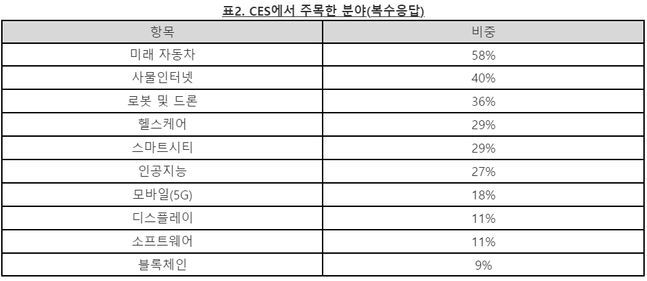 표2. CES에서 주목한 분야(복수응답)
항목 비중
미래 자동차 58%
사물인터넷 40%
로봇 및 드론 36%
헬스케어 29%
스마트시티 29%
인공지능 27%
모바일(5G) 18%
디스플레이 11%
소프트웨어 11%
블록체인 9%